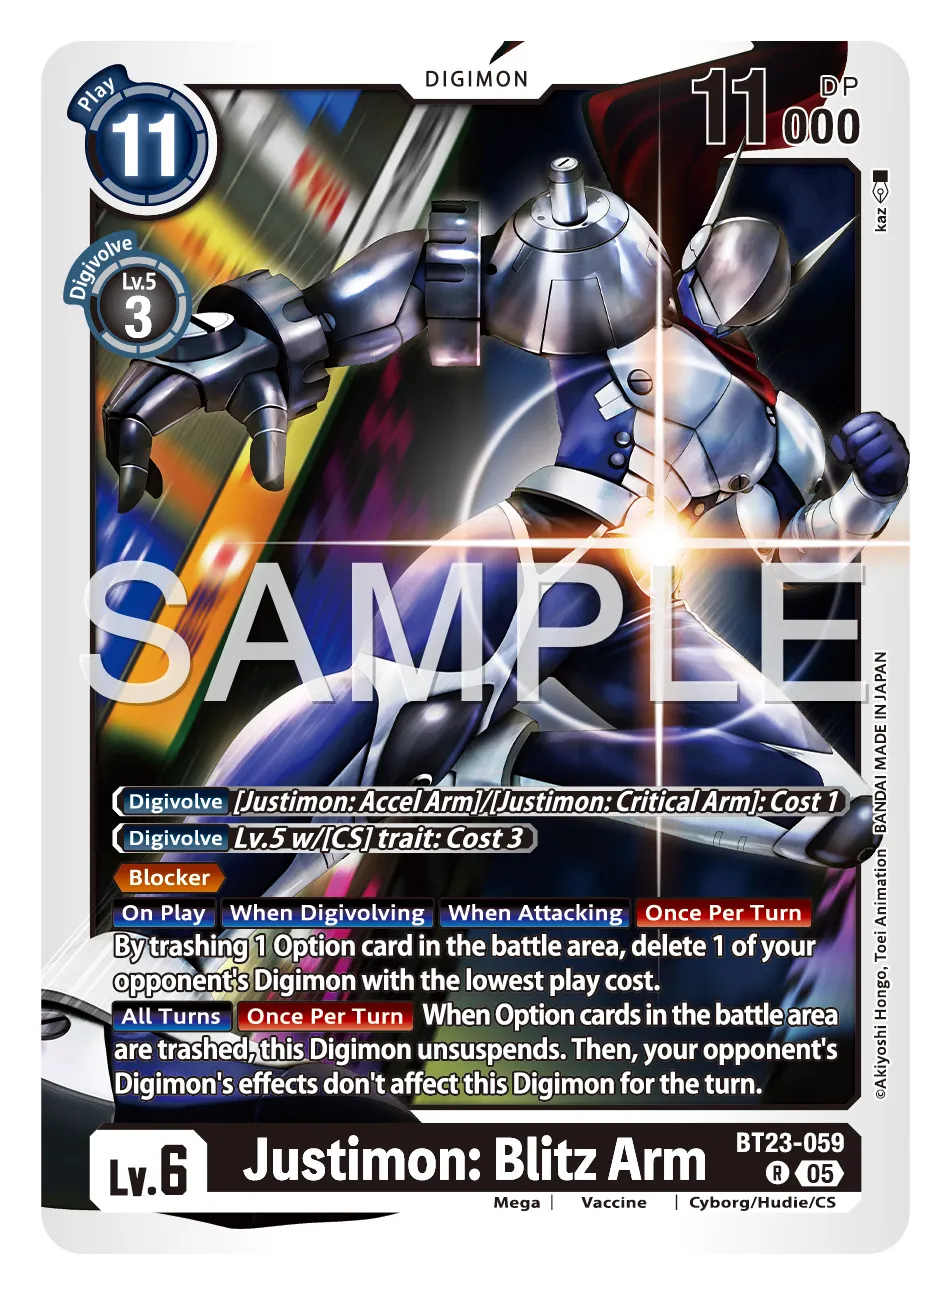 DIGIMON
Play
11
11000
DP
Digivolve
Lv.5
3
kaz
SAMPLE
Digivolve [Justimon: Accel Arm]/[Justimon: Critical Arm]: Cost 1
Digivolve Lv.5 w/[CS] trait: Cost 3
Blocker
On Play When Digivolving When Attacking Once Per Turn
By trashing 1 Option card in the battle area, delete 1 of your
opponent's Digimon with the lowest play cost.
All Turns Once Per Turn When Option cards in the battle area
are trashed, this Digimon unsuspends. Then, your opponent's
Digimon's effects don't affect this Digimon for the turn.
©Akiyoshi Hongo, Toei Animation BANDAI MADE IN JAPAN
Lv.6
Justimon: Blitz Arm
BT23-059
R 05
Mega | Vaccine | Cyborg/Hudie/CS